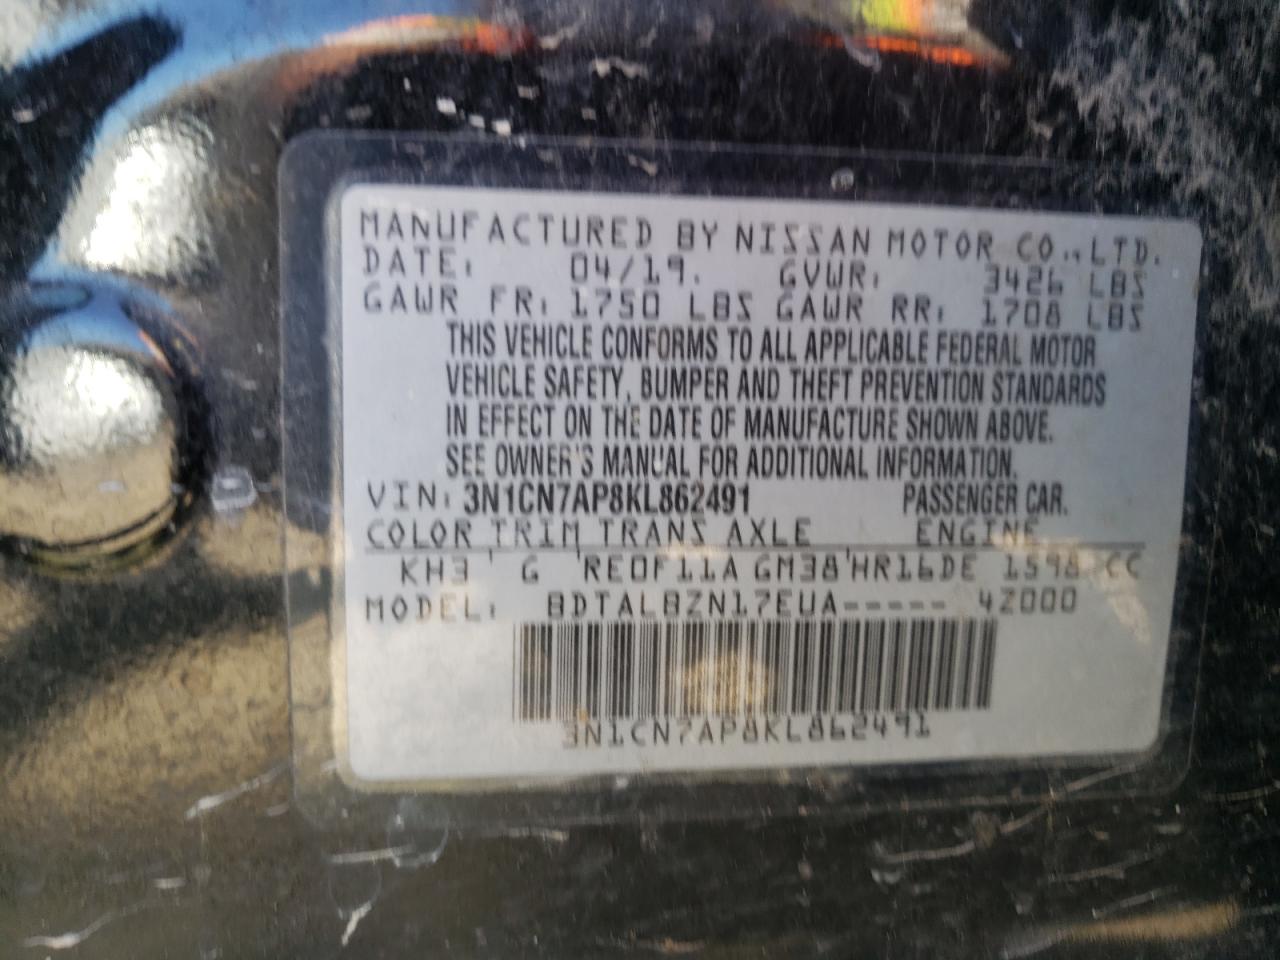 MANUFACTURED BY NISSAN MOTOR CO., LTD.
DATE: 04/19. GVWR: 3426 LBS
GAWR FR: 1750 LBS GAWR RR: 1708 LBS
THIS VEHICLE CONFORMS TO ALL APPLICABLE FEDERAL MOTOR
VEHICLE SAFETY, BUMPER AND THEFT PREVENTION STANDARDS
IN EFFECT ON THE DATE OF MANUFACTURE SHOWN ABOVE.
SEE OWNER'S MANUAL FOR ADDITIONAL INFORMATION.
VIN: 3N1CN7AP8KL862491 PASSENGER CAR.
COLOR TRIM TRANS AXLE ENGINE
KH3 ' G ' RE0F11A GM38 ' HR16DE 1598 CC
MODEL: BDTALBZN17EUA----- 4Z000
3N1CN7AP8KL862491